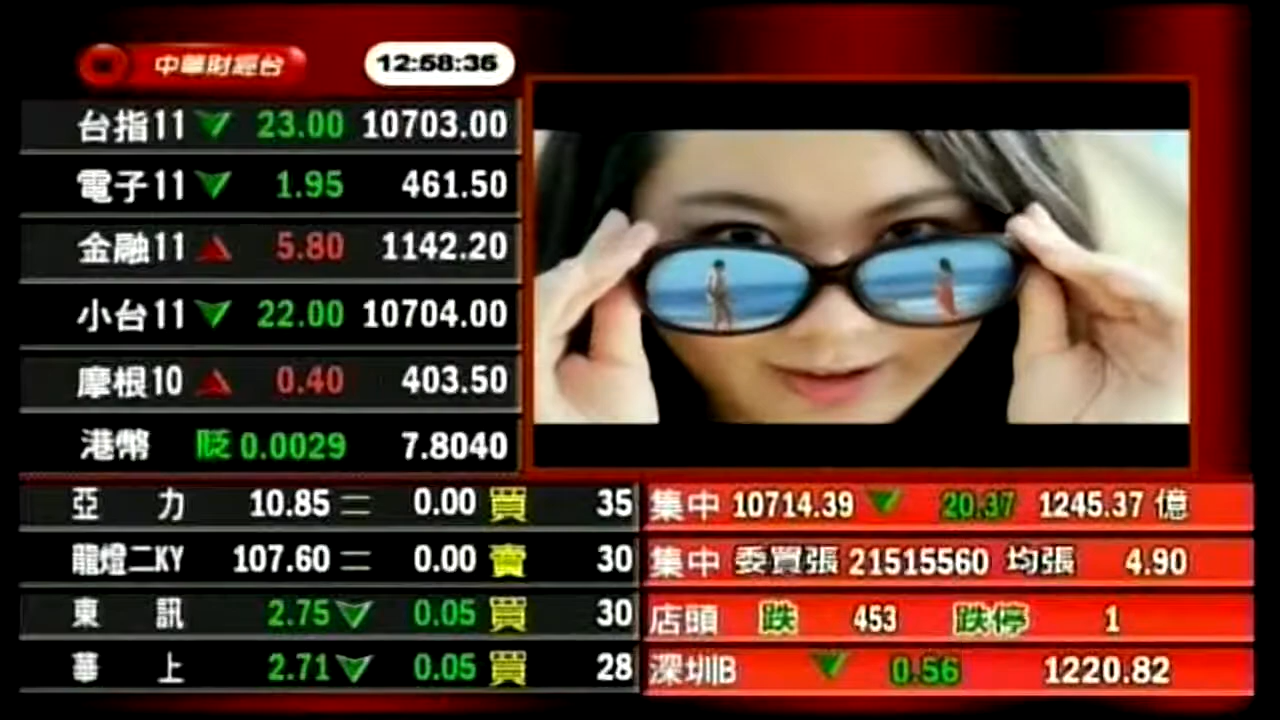 中華財經台 12:58:36
台指11 23.00 10703.00
電子11 1.95 461.50
金融11 5.80 1142.20
小台11 22.00 10704.00
摩根10 0.40 403.50
港幣 貶 0.0029 7.8040
亞力 10.85 = 0.00 買 35
龍燈二KY 107.60 = 0.00 賣 30
東訊 2.75 0.05 買 30
華上 2.71 0.05 買 28
集中 10714.39 20.37 1245.37 億
集中 委買張 21515560 均張 4.90
店頭 跌 453 跌停 1
深圳B 0.56 1220.82